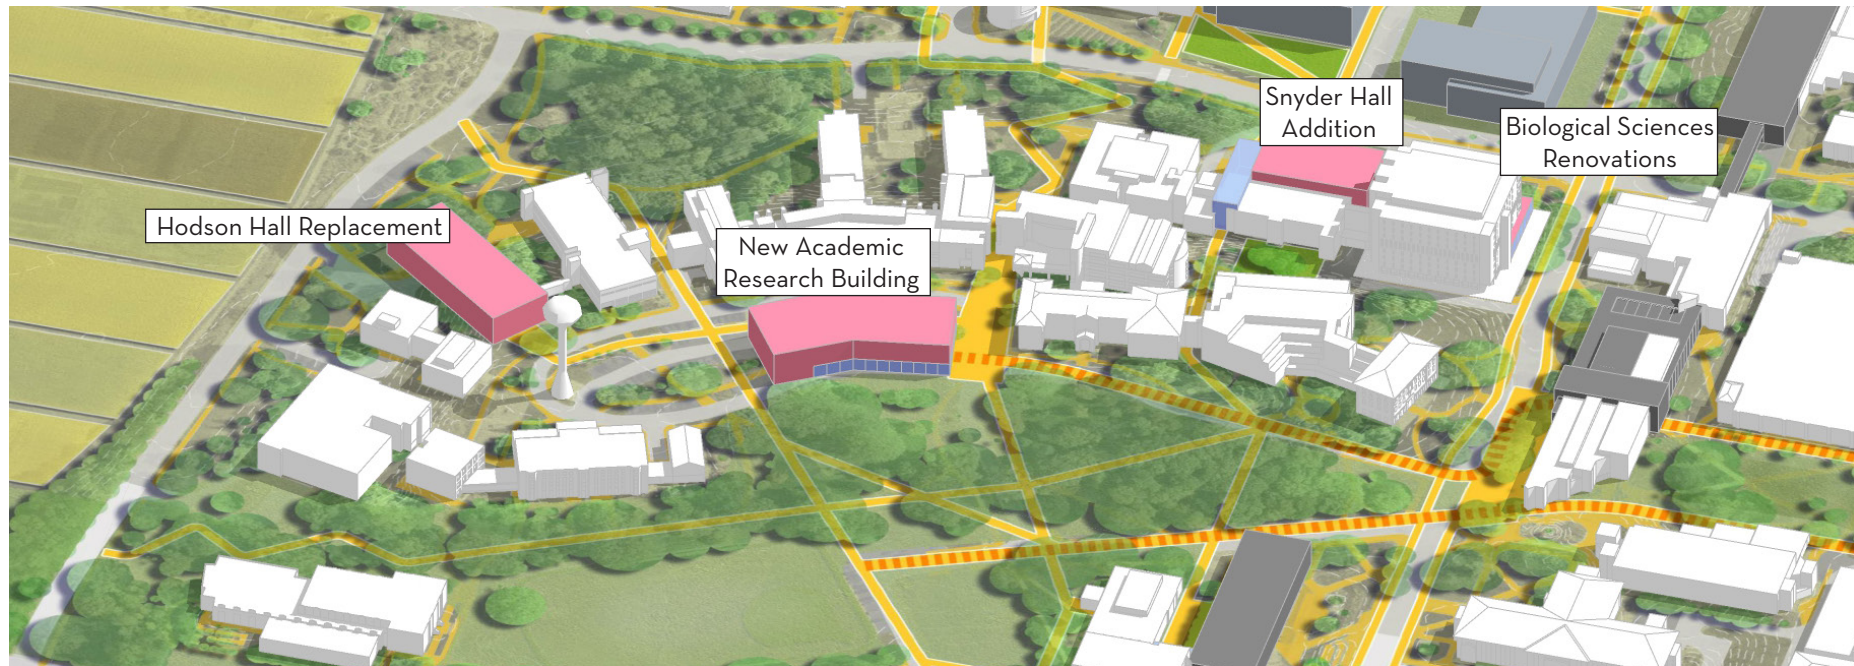 Snyder Hall
Addition
Biological Sciences
Renovations
Hodson Hall Replacement
New Academic
Research Building